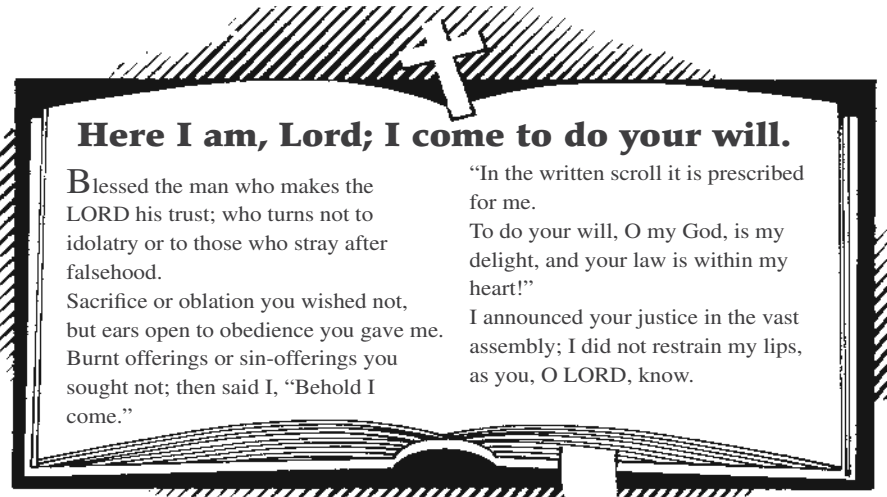 Here I am, Lord; I come to do your will.
Blessed the man who makes the
LORD his trust; who turns not to
idolatry or to those who stray after
falsehood.
Sacrifice or oblation you wished not,
but ears open to obedience you gave me.
Burnt offerings or sin-offerings you
sought not; then said I, “Behold I
come.”
“In the written scroll it is prescribed
for me.
To do your will, O my God, is my
delight, and your law is within my
heart!”
I announced your justice in the vast
assembly; I did not restrain my lips,
as you, O LORD, know.